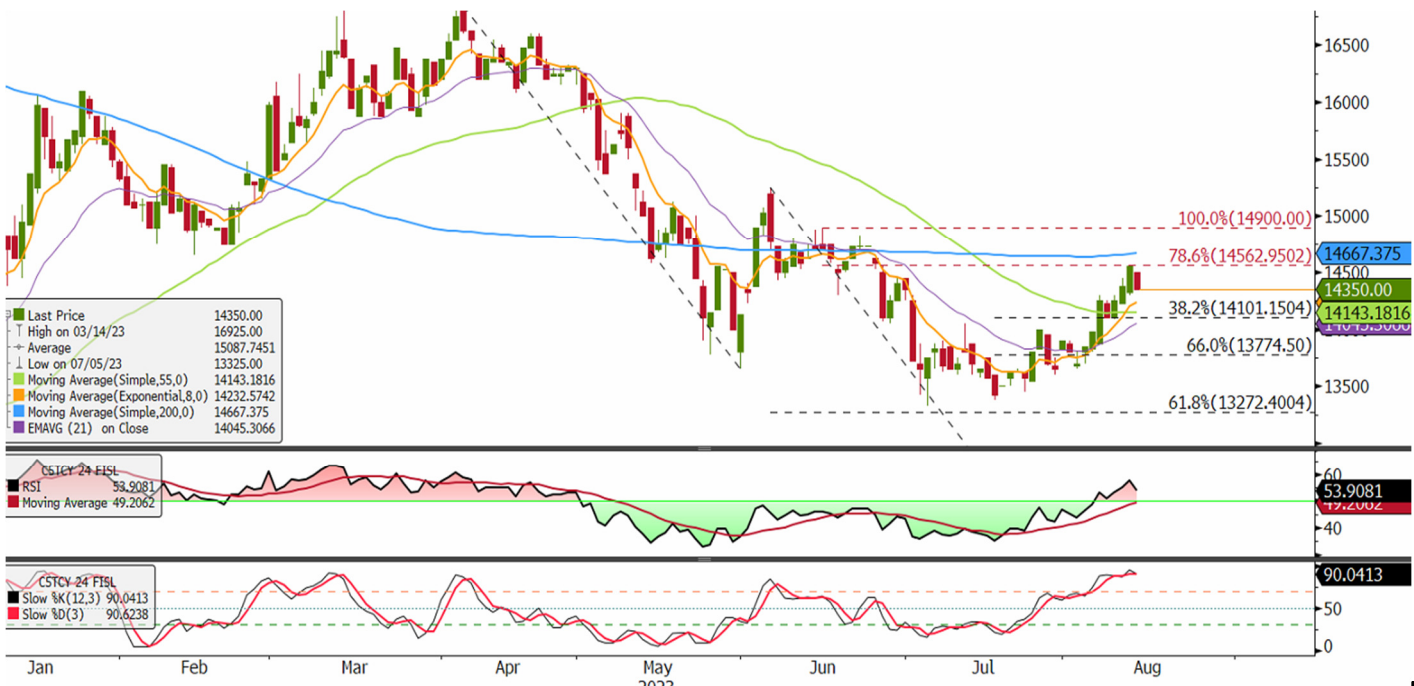 16500
16000
15500
15000
100.0%(14900.00)
14667.375
78.6%(14562.9502)
14500
14350.00
38.2%(14101.1504)
14143.1816
14045.3066
66.0%(13774.50)
13500
61.8%(13272.4004)
Last Price 14350.00
High on 03/14/23 16925.00
Average 15087.7451
Low on 07/05/23 13325.00
Moving Average(Simple,55,0) 14143.1816
Moving Average(Exponential,8,0) 14232.5742
Moving Average(Simple,200,0) 14667.375
EMAVG (21) on Close 14045.3066
C5TCY 24 FISL
RSI 53.9081
Moving Average 49.2062
60
53.9081
49.2062
40
C5TCY 24 FISL
Slow %K(12,3) 90.0413
Slow %D(3) 90.6238
90.0413
50
0
Jan Feb Mar Apr May Jun Jul Aug
2023